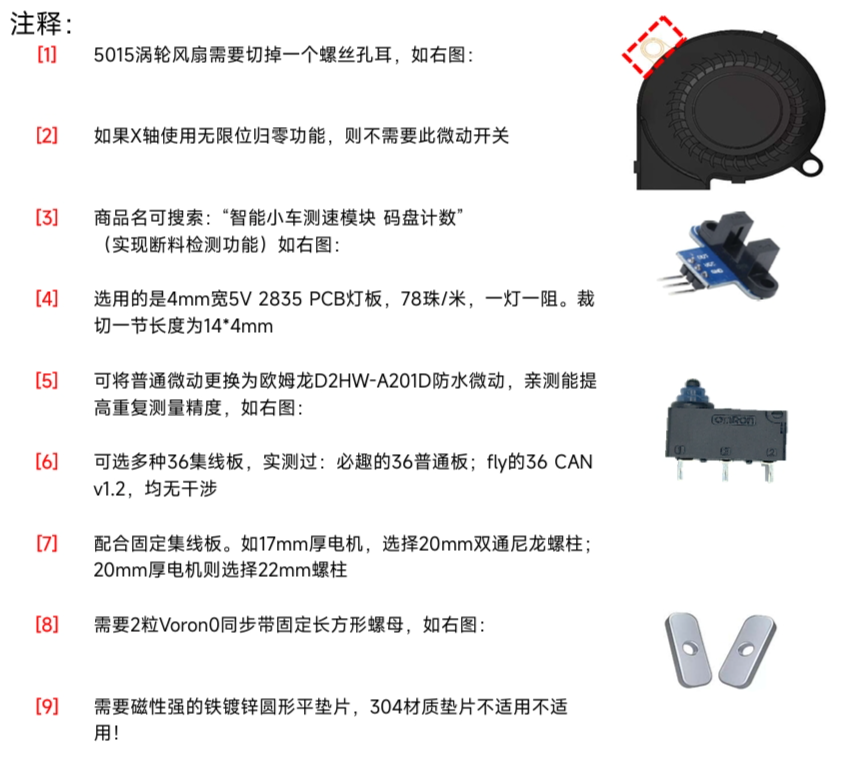 注释：
[1] 5015涡轮风扇需要切掉一个螺丝孔耳，如右图：
[2] 如果X轴使用无限位归零功能，则不需要此微动开关
[3] 商品名可搜索：“智能小车测速模块 码盘计数”
（实现断料检测功能）如右图：
[4] 选用的是4mm宽5V 2835 PCB灯板，78珠/米，一灯一阻。裁
切一节长度为14*4mm
[5] 可将普通微动更换为欧姆龙D2HW-A201D防水微动，亲测能提
高重复测量精度，如右图：
omron
[6] 可选多种36集线板，实测过：必趣的36普通板；fly的36 CAN
v1.2，均无干涉
[7] 配合固定集线板。如17mm厚电机，选择20mm双通尼龙螺柱；
20mm厚电机则选择22mm螺柱
[8] 需要2粒Voron0同步带固定长方形螺母，如右图：
[9] 需要磁性强的铁镀锌圆形平垫片，304材质垫片不适用不适
用！